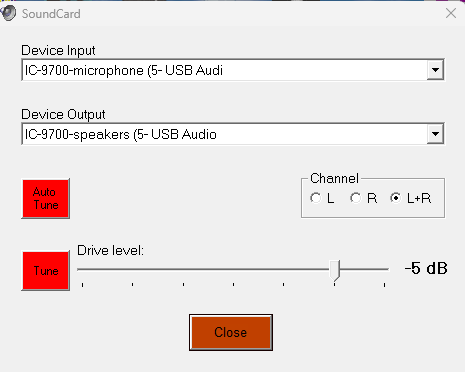 SoundCard
Device Input
IC-9700-microphone (5- USB Audi
Device Output
IC-9700-speakers (5- USB Audio
Auto
Tune
Channel
L R L+R
Drive level:
Tune
-5 dB
Close